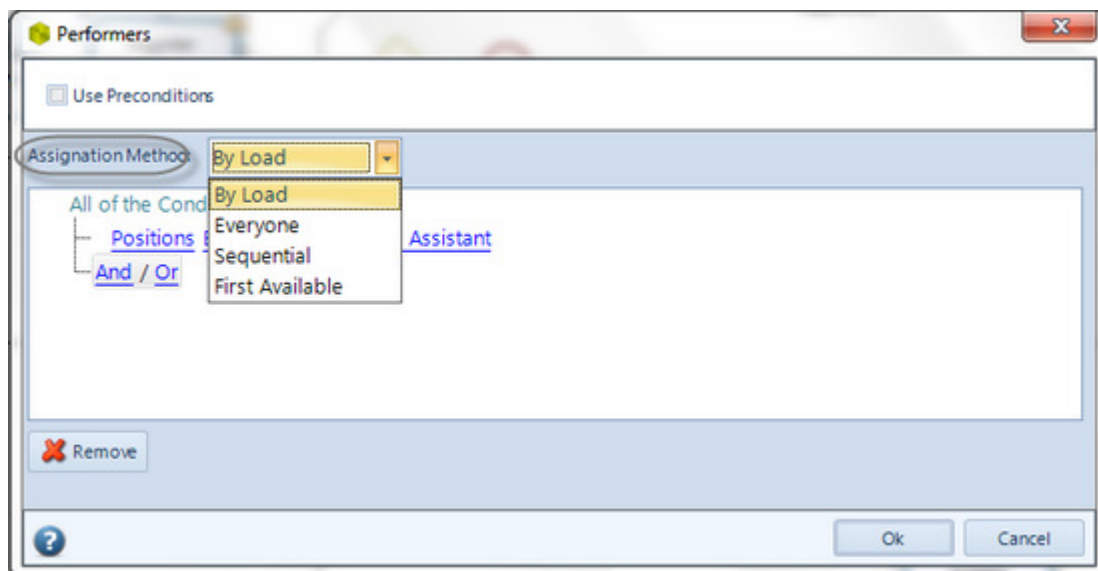 Performers
Use Preconditions
Assignation Method: By Load
By Load
Everyone
Sequential
First Available
All of the Cond
Positions Assistant
And / Or
Remove
Ok Cancel